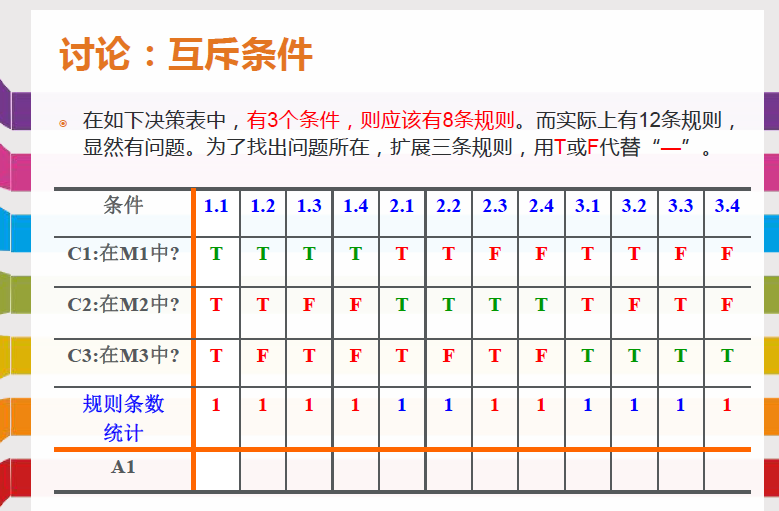 讨论：互斥条件
在如下决策表中，有3个条件，则应该有8条规则。而实际上有12条规则，
显然有问题。为了找出问题所在，扩展三条规则，用T或F代替“—”。
条件 1.1 1.2 1.3 1.4 2.1 2.2 2.3 2.4 3.1 3.2 3.3 3.4
C1:在M1中? T T T T T T F F T T F F
C2:在M2中? T T F F T T T T T F T F
C3:在M3中? T F T F T F T F T T T T
规则条数 1 1 1 1 1 1 1 1 1 1 1 1
统计
A1